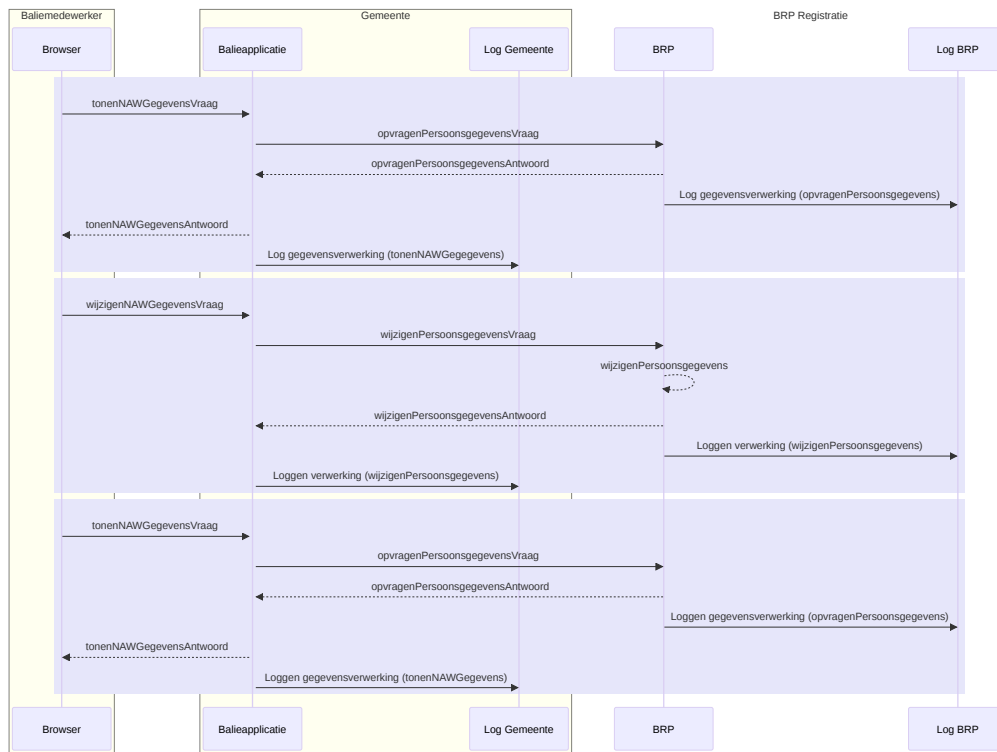 Baliemedewerker
Gemeente
BRP Registratie
Browser
Balieapplicatie
Log Gemeente
BRP
Log BRP
tonenNAWGegevensVraag
opvragenPersoonsgegevensVraag
opvragenPersoonsgegevensAntwoord
Log gegevensverwerking (opvragenPersoonsgegevens)
tonenNAWGegevensAntwoord
Log gegevensverwerking (tonenNAWGegegevens)
wijzigenNAWGegevensVraag
wijzigenPersoonsgegevensVraag
wijzigenPersoonsgegevens
wijzigenPersoonsgegevensAntwoord
Loggen verwerking (wijzigenPersoonsgegevens)
Loggen verwerking (wijzigenPersoonsgegevens)
tonenNAWGegevensVraag
opvragenPersoonsgegevensVraag
opvragenPersoonsgegevensAntwoord
Loggen gegevensverwerking (opvragenPersoonsgegevens)
tonenNAWGegevensAntwoord
Loggen gegevensverwerking (tonenNAWGegevens)
Browser
Balieapplicatie
Log Gemeente
BRP
Log BRP